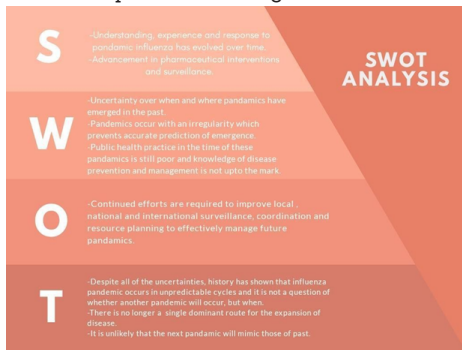 S
-Understanding, experience and response to
pandamic influenza has evolved over time.
-Advancement in pharmaceutical interventions
and surveillance.
SWOT
ANALYSIS
W
-Uncertainty over when and where pandamics have
emerged in the past.
-Pandemics occur with an irregularity which
prevents accurate prediction of emergence.
-Public health practice in the time of these
pandamics is still poor and knowledge of disease
prevention and management is not upto the mark.
O
-Continued efforts are required to improve local ,
national and international surveillance, coordination and
resource planning to effectively manage future
pandamics.
T
-Despite all of the uncertainties, history has shown that influenza
pandemic occurs in unpredictable cycles and it is not a question of
whether another pandemic will occur, but when.
-There is no longer a single dominant route for the expansion of
disease.
-It is unlikely that the next pandamic will mimic those of past.